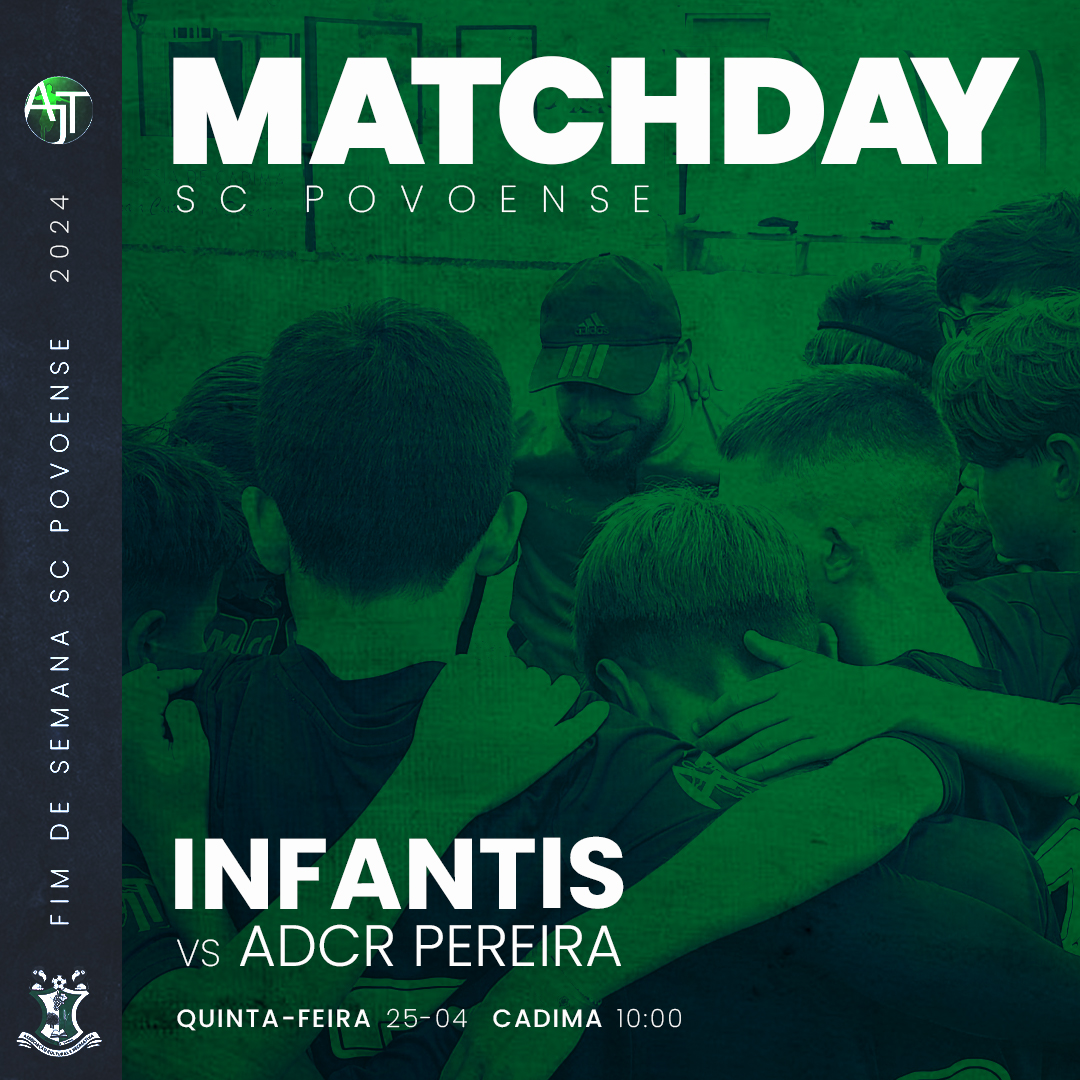 MATCHDAY
SC POVOENSE
AJT
FIM DE SEMANA SC POVOENSE 2024
INFANTIS
VS ADCR PEREIRA
QUINTA-FEIRA 25-04 CADIMA 10:00